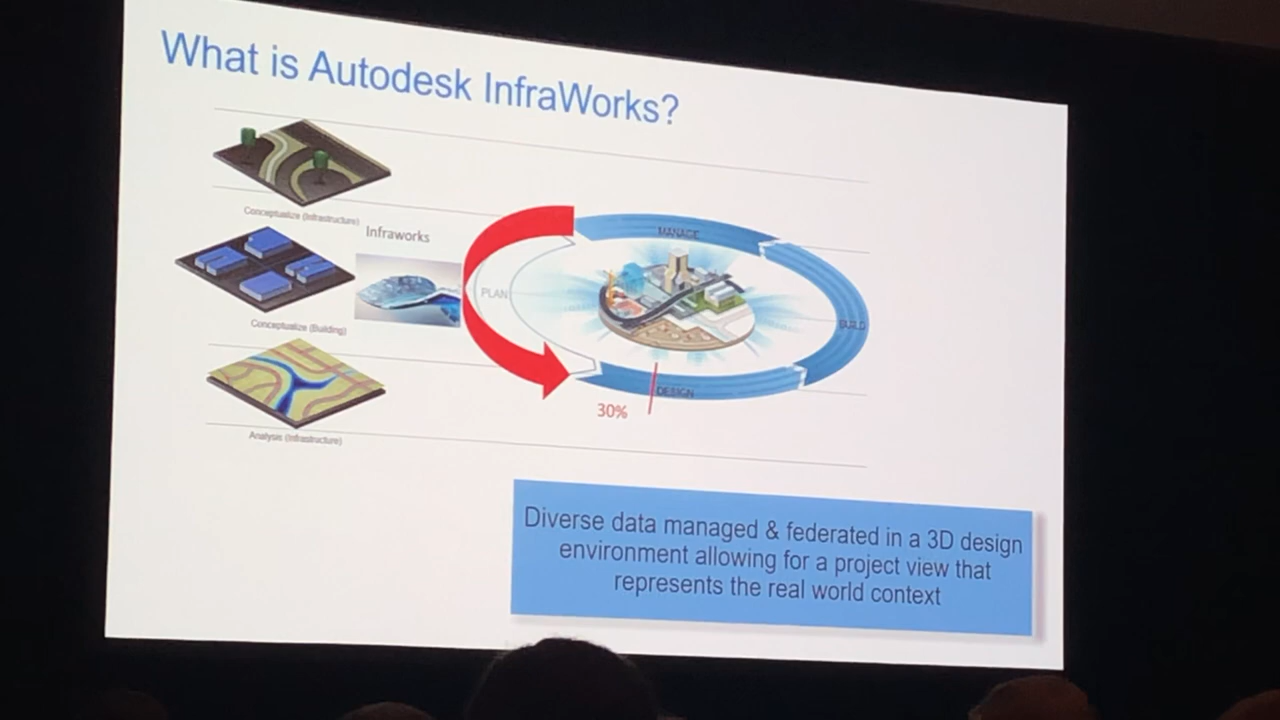 What is Autodesk InfraWorks?
Conceptualize (Infrastructure)
Infraworks
MANAGE
PLAN
BUILD
Conceptualize (Building)
DESIGN
30%
Analysis (Infrastructure)
Diverse data managed & federated in a 3D design
environment allowing for a project view that
represents the real world context